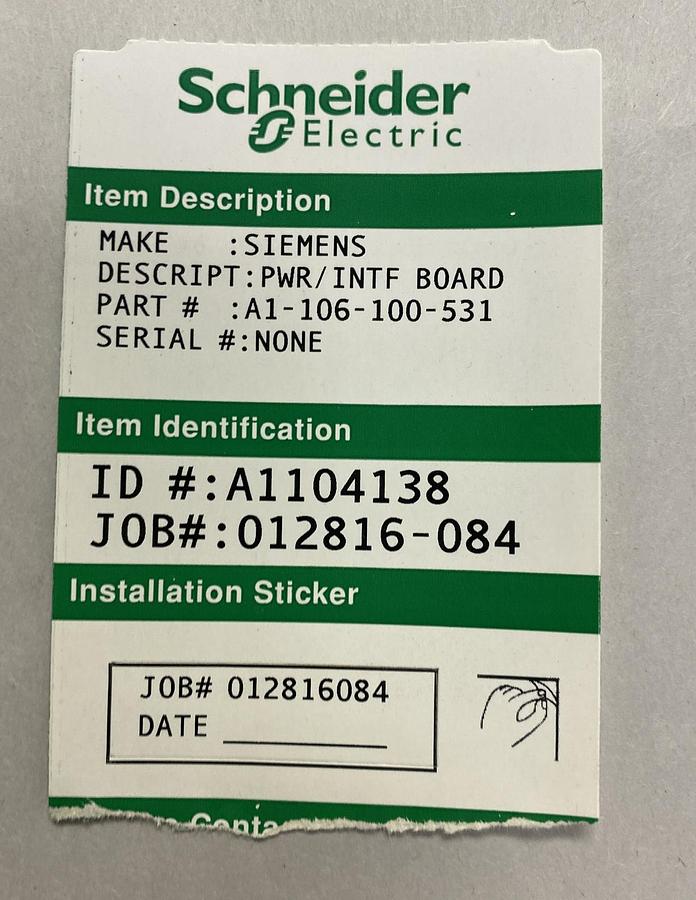 Schneider
Electric
Item Description
MAKE :SIEMENS
DESCRIPT:PWR/INTF BOARD
PART # :A1-106-100-531
SERIAL #:NONE
Item Identification
ID #:A1104138
JOB#:012816-084
Installation Sticker
JOB# 012816084
DATE